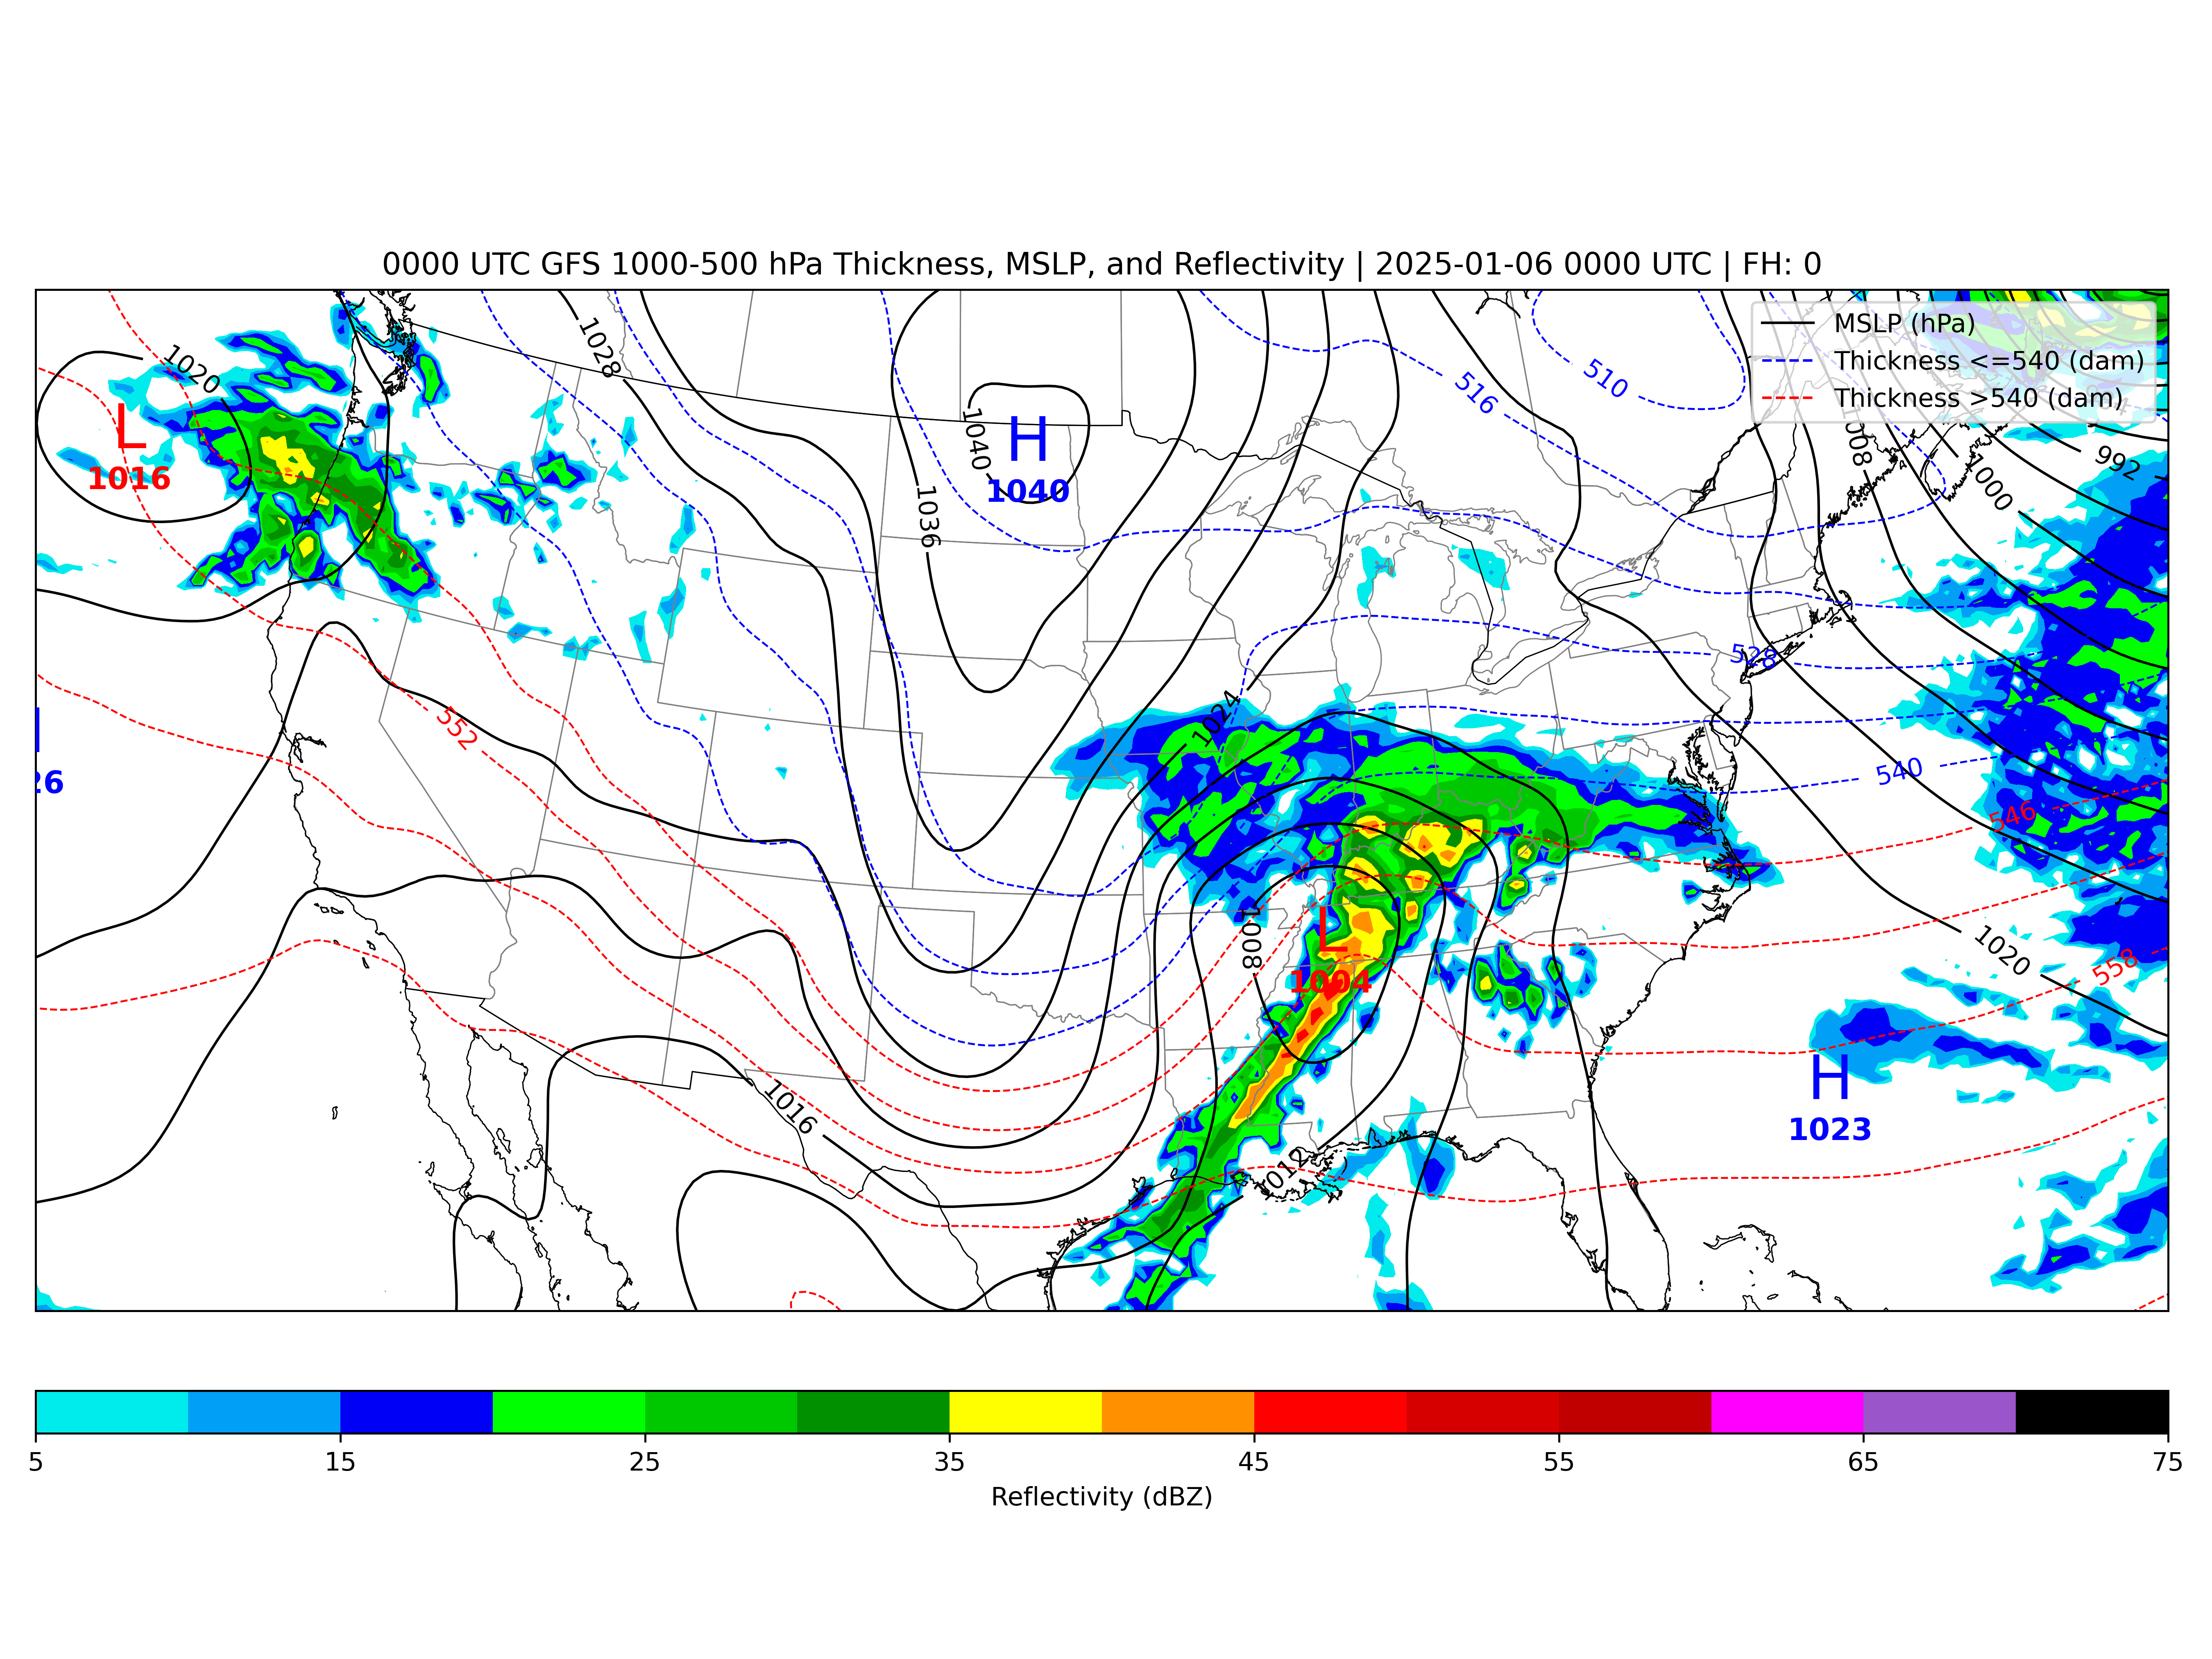 0000 UTC GFS 1000-500 hPa Thickness, MSLP, and Reflectivity | 2025-01-06 0000 UTC | FH: 0
MSLP (hPa)
Thickness <=540 (dam)
Thickness >540 (dam)
1028
1020
510
516
L
1016
1040
H
1040
1008
992
1000
1036
528
1024
552
26
540
546
1008
L
1004
1020
558
H
1023
1016
1012
5 15 25 35 45 55 65 75
Reflectivity (dBZ)